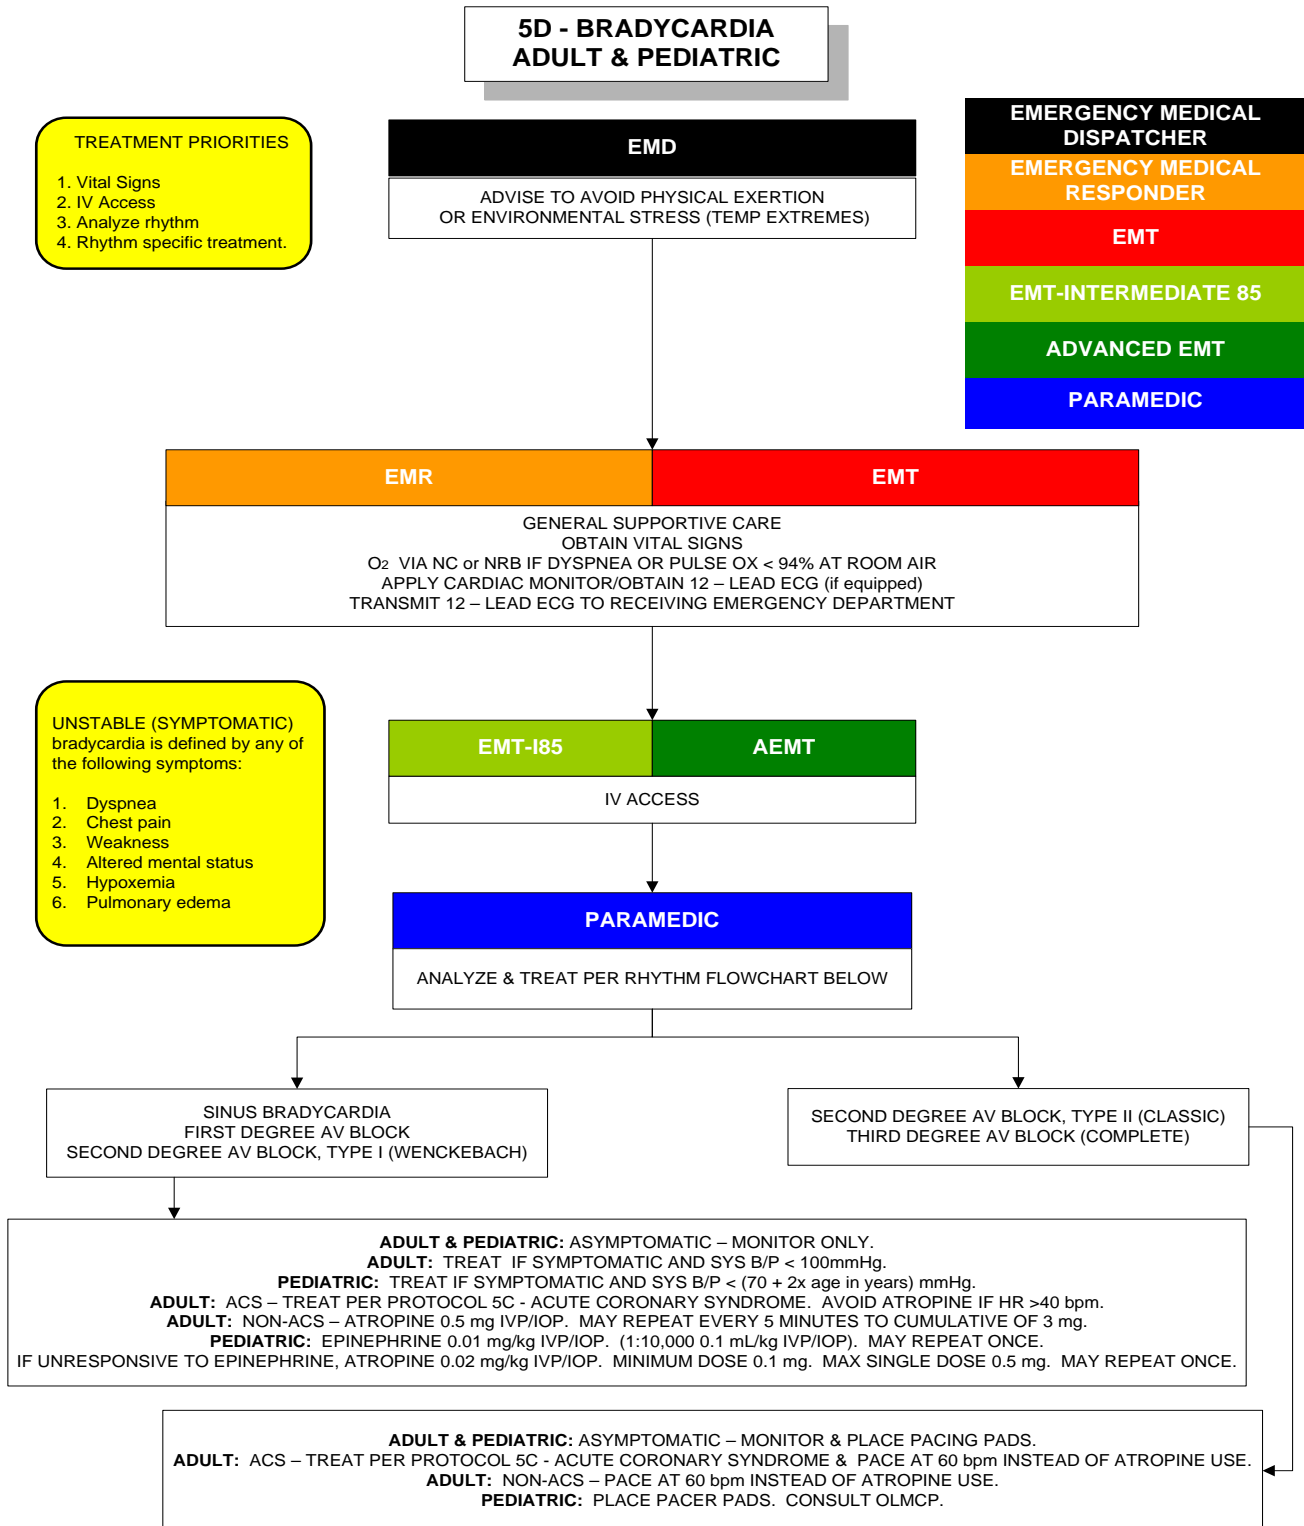 5D - BRADYCARDIA
ADULT & PEDIATRIC
TREATMENT PRIORITIES
1. Vital Signs
2. IV Access
3. Analyze rhythm
4. Rhythm specific treatment.
EMD
ADVISE TO AVOID PHYSICAL EXERTION
OR ENVIRONMENTAL STRESS (TEMP EXTREMES)
EMERGENCY MEDICAL
DISPATCHER
EMERGENCY MEDICAL
RESPONDER
EMT
EMT-INTERMEDIATE 85
ADVANCED EMT
PARAMEDIC
EMR
EMT
GENERAL SUPPORTIVE CARE
OBTAIN VITAL SIGNS
O2 VIA NC or NRB IF DYSPNEA OR PULSE OX < 94% AT ROOM AIR
APPLY CARDIAC MONITOR/OBTAIN 12 – LEAD ECG (if equipped)
TRANSMIT 12 – LEAD ECG TO RECEIVING EMERGENCY DEPARTMENT
UNSTABLE (SYMPTOMATIC)
bradycardia is defined by any of
the following symptoms:
1. Dyspnea
2. Chest pain
3. Weakness
4. Altered mental status
5. Hypoxemia
6. Pulmonary edema
EMT-I85
AEMT
IV ACCESS
PARAMEDIC
ANALYZE & TREAT PER RHYTHM FLOWCHART BELOW
SINUS BRADYCARDIA
FIRST DEGREE AV BLOCK
SECOND DEGREE AV BLOCK, TYPE I (WENCKEBACH)
SECOND DEGREE AV BLOCK, TYPE II (CLASSIC)
THIRD DEGREE AV BLOCK (COMPLETE)
ADULT & PEDIATRIC: ASYMPTOMATIC – MONITOR ONLY.
ADULT: TREAT IF SYMPTOMATIC AND SYS B/P < 100mmHg.
PEDIATRIC: TREAT IF SYMPTOMATIC AND SYS B/P < (70 + 2x age in years) mmHg.
ADULT: ACS – TREAT PER PROTOCOL 5C - ACUTE CORONARY SYNDROME. AVOID ATROPINE IF HR >40 bpm.
ADULT: NON-ACS – ATROPINE 0.5 mg IVP/IOP. MAY REPEAT EVERY 5 MINUTES TO CUMULATIVE OF 3 mg.
PEDIATRIC: EPINEPHRINE 0.01 mg/kg IVP/IOP. (1:10,000 0.1 mL/kg IVP/IOP). MAY REPEAT ONCE.
IF UNRESPONSIVE TO EPINEPHRINE, ATROPINE 0.02 mg/kg IVP/IOP. MINIMUM DOSE 0.1 mg. MAX SINGLE DOSE 0.5 mg. MAY REPEAT ONCE.
ADULT & PEDIATRIC: ASYMPTOMATIC – MONITOR & PLACE PACING PADS.
ADULT: ACS – TREAT PER PROTOCOL 5C - ACUTE CORONARY SYNDROME & PACE AT 60 bpm INSTEAD OF ATROPINE USE.
ADULT: NON-ACS – PACE AT 60 bpm INSTEAD OF ATROPINE USE.
PEDIATRIC: PLACE PACER PADS. CONSULT OLMCP.